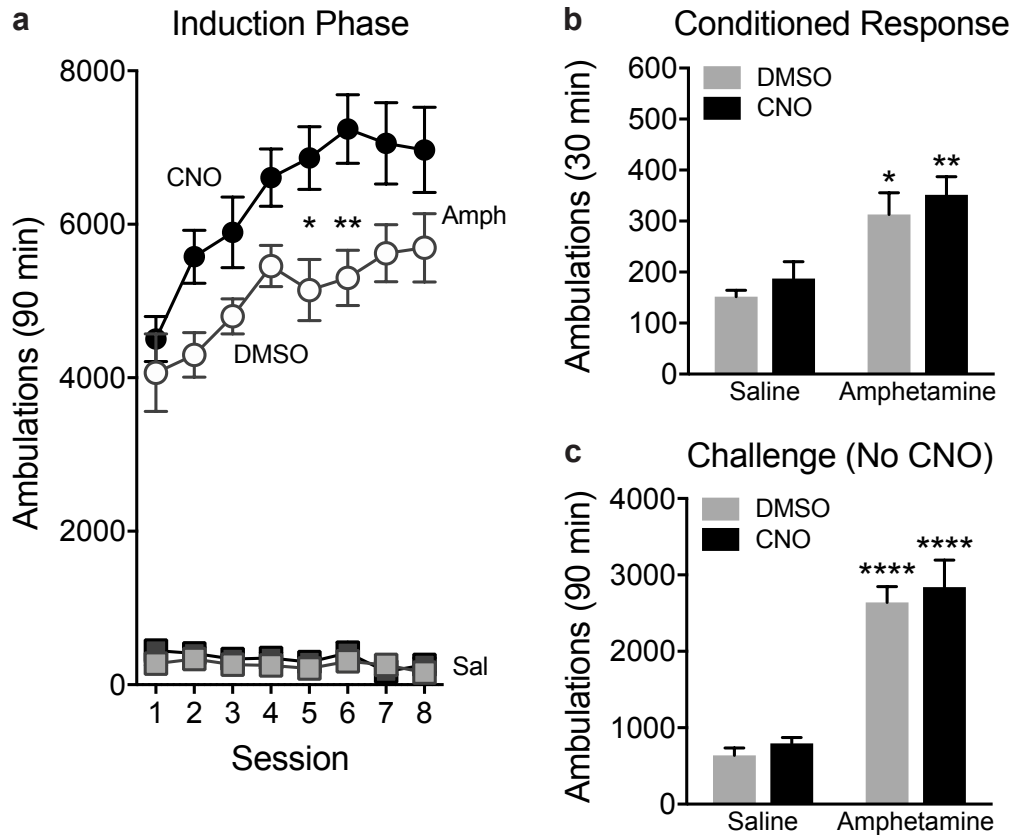 a
Induction Phase
Ambulations (90 min)
8000
6000
4000
2000
0
CNO
* **
Amph
DMSO
Sal
1 2 3 4 5 6 7 8
Session
b
Conditioned Response
Ambulations (30 min)
600
500
400
300
200
100
0
DMSO
CNO
* **
Saline Amphetamine
c
Challenge (No CNO)
Ambulations (90 min)
4000
3000
2000
1000
0
DMSO
CNO
**** ****
Saline Amphetamine